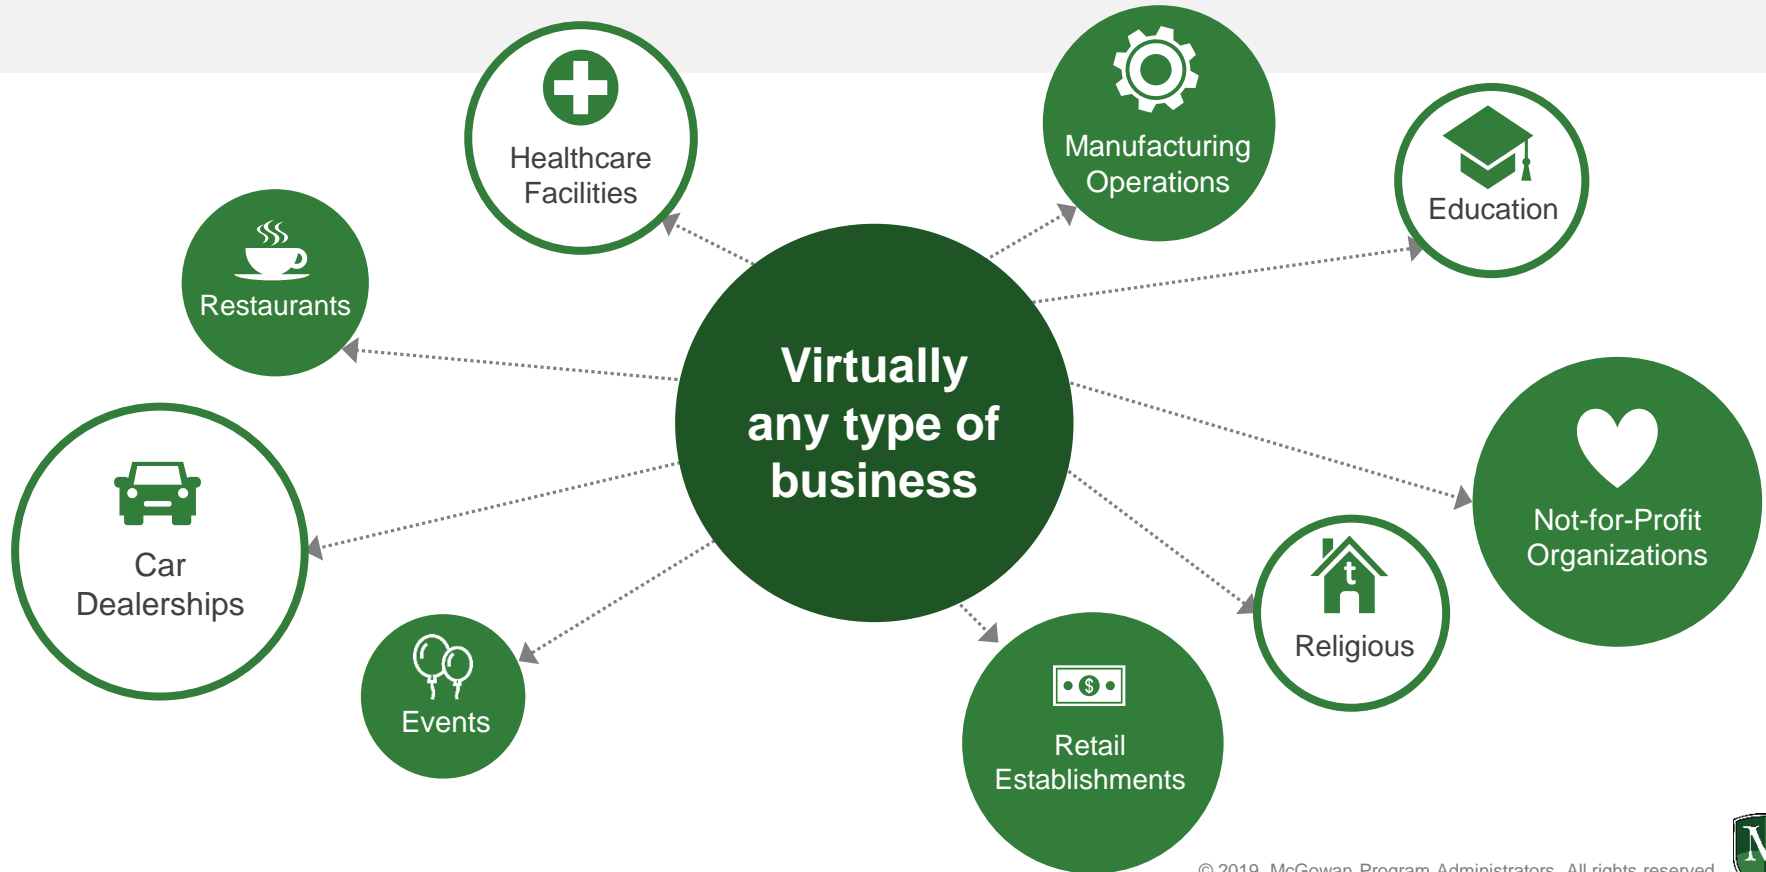 Healthcare
Facilities
Manufacturing
Operations
Education
Restaurants
Virtually
any type of
business
Car
Dealerships
Not-for-Profit
Organizations
t
Religious
Events
$
Retail
Establishments
© 2019, McGowan Program Administrators. All rights reserved
M